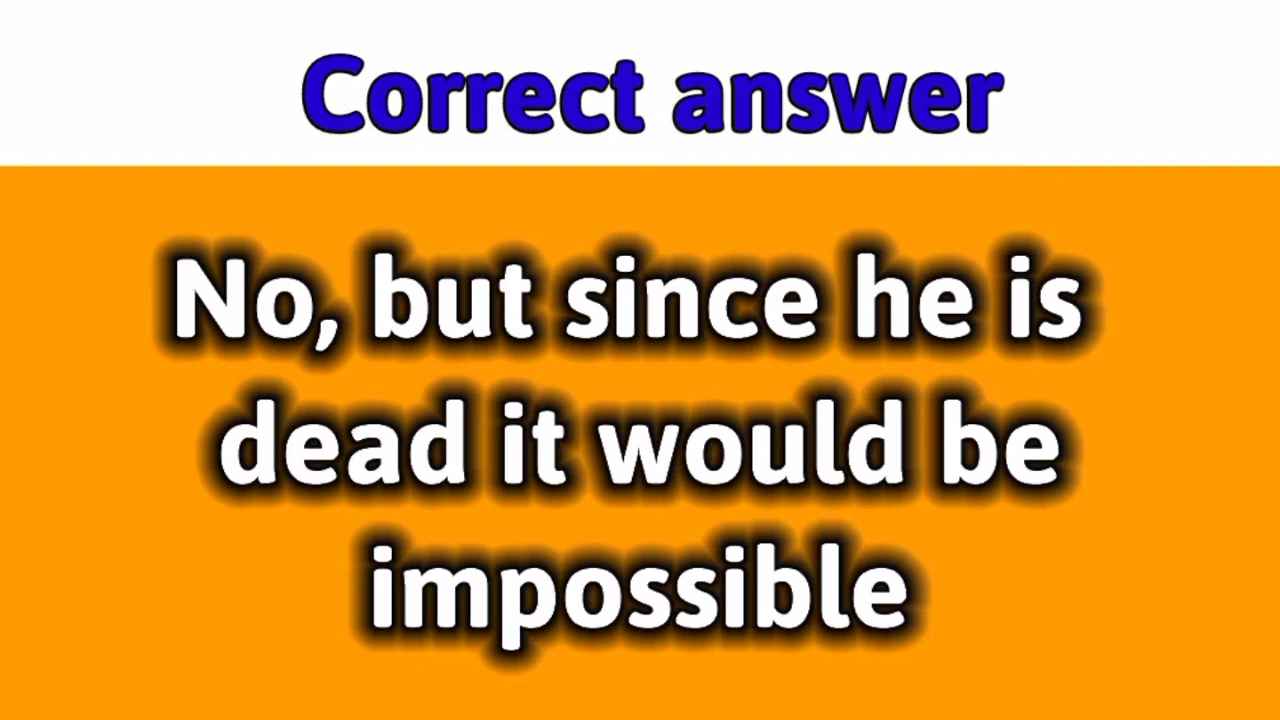 Correct answer
No, but since he is
dead it would be
impossible